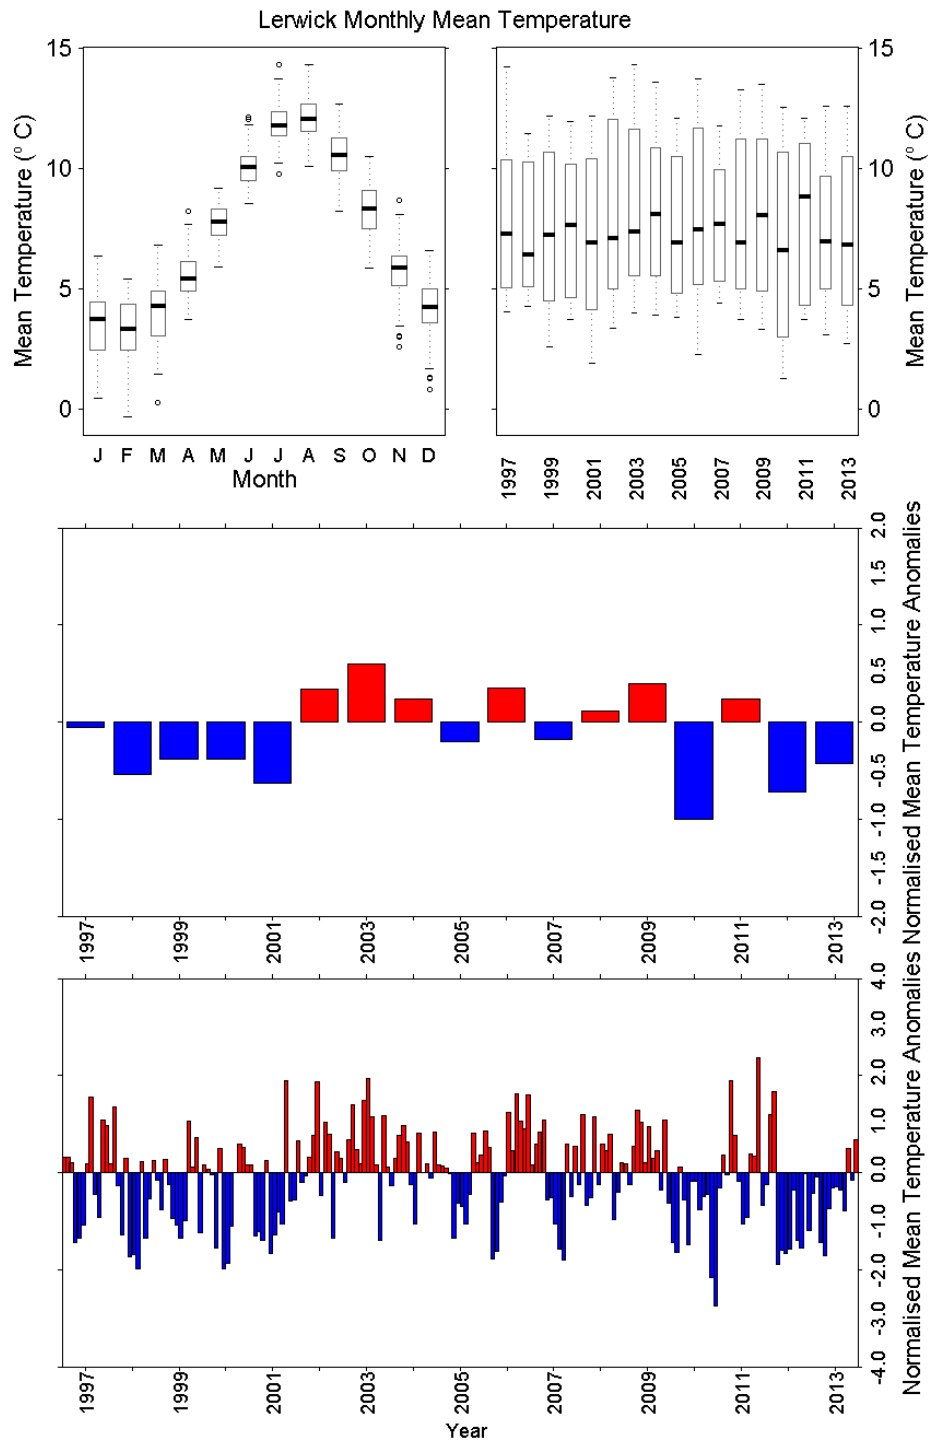 Lerwick Monthly Mean Temperature
Mean Temperature (° C)
15
10
5
0
J F M A M J J A S O N D
Month
15
10
5
0
Mean Temperature (° C)
1997 1999 2001 2003 2005 2007 2009 2011 2013
2.0
1.5
1.0
0.5
0.0
-0.5
-1.0
-1.5
-2.0
Normalised Mean Temperature Anomalies
1997 1999 2001 2003 2005 2007 2009 2011 2013
4.0
3.0
2.0
1.0
0.0
-1.0
-2.0
-3.0
-4.0
Normalised Mean Temperature Anomalies
1997 1999 2001 2003 2005 2007 2009 2011 2013
Year